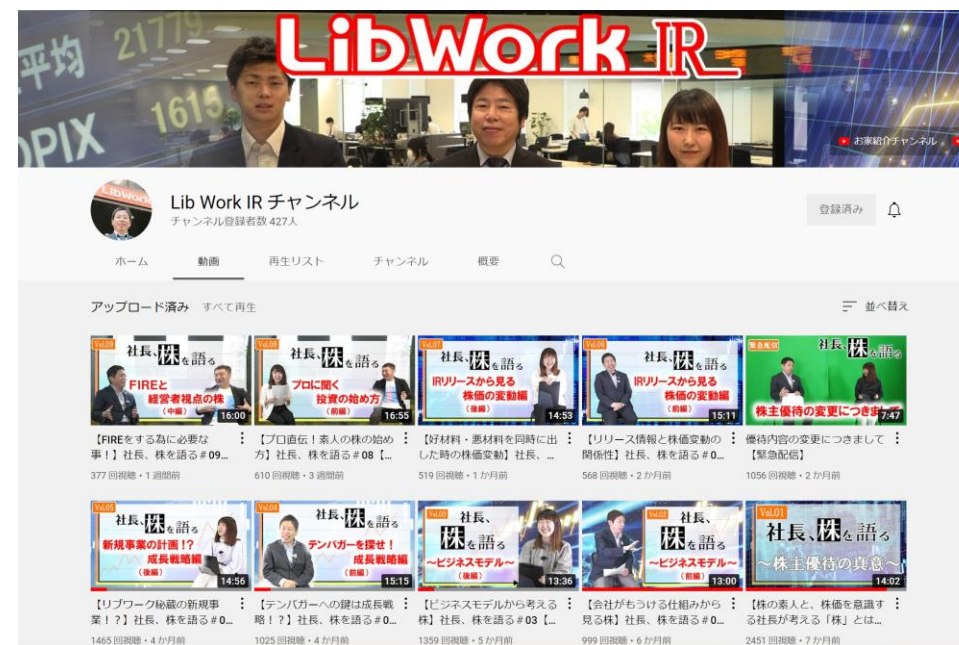 平均 21779
LibWork IR
1615
OPIX
お家紹介チャンネル
Libwork
Lib Work IR チャンネル
チャンネル登録者数 427人
登録済み
ホーム 動画 再生リスト チャンネル 概要
アップロード済み すべて再生
並べ替え
Vol.09
社長、株を語る
FIREと
経営者視点の株
(中編)
16:00
Vol.08
社長、株を語る
プロに聞く
投資の始め方
(前編)
16:55
Vol.07
社長、株を語る
IRリリースから見る
株価の変動編
(後編)
14:53
Vol.06
社長、株を語る
IRリリースから見る
株価の変動編
(前編)
15:11
緊急配信
社長、株を語る
株主優待の変更につきまして
7:47
【FIREをする為に必要な
事！】社長、株を語る＃09...
377 回視聴・1 週間前
【プロ直伝！素人の株の始め
方】社長、株を語る＃08【...
610 回視聴・3 週間前
【好材料・悪材料を同時に出
した時の株価変動】社長、...
519 回視聴・1 か月前
【リリース情報と株価変動の
関係性】社長、株を語る＃0...
568 回視聴・2 か月前
優待内容の変更につきまして
【緊急配信】
1056 回視聴・2 か月前
Vol.05
社長、株を語る
新規事業の計画!?
成長戦略編
(後編)
14:56
Vol.04
社長、株を語る
テンバガーを探せ！
成長戦略編
(前編)
15:15
Vol.03
社長、
株を語る
～ビジネスモデル～
(後編)
13:36
Vol.02
社長、
株を語る
～ビジネスモデル～
(前編)
13:00
Vol.01
社長、株を語る
～株主優待の真意～
14:02
【リブワーク秘蔵の新規事
業！？】社長、株を語る＃0...
1465 回視聴・4 か月前
【テンバガーへの鍵は成長戦
略！？】社長、株を語る＃0...
1025 回視聴・4 か月前
【ビジネスモデルから考える
株】社長、株を語る＃03【...
1359 回視聴・5 か月前
【会社がもうける仕組みから
見る株】社長、株を語る＃0...
999 回視聴・6 か月前
【株の素人と、株価を意識す
る社長が考える「株」とは...
2451 回視聴・7 か月前